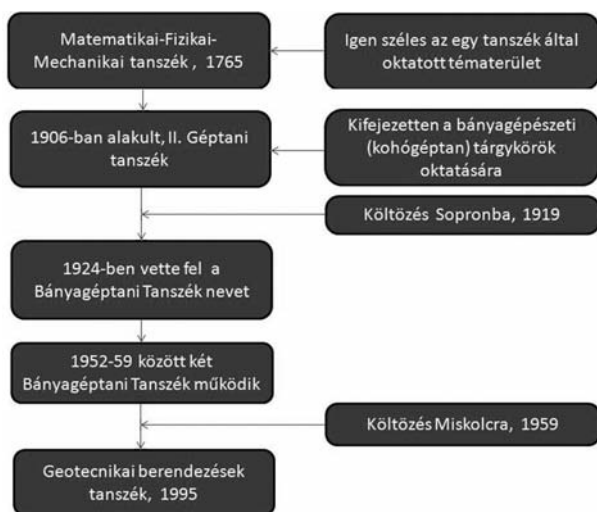 Matematikai-Fizikai-
Mechanikai tanszék , 1765
Igen széles az egy tanszék által
oktatott tématerület
1906-ban alakult, II. Géptani
tanszék
Kifejezetten a bányagépészeti
(kohógéptan) tárgykörök
oktatására
Költözés Sopronba, 1919
1924-ben vette fel a
Bányagéptani Tanszék nevet
1952-59 között két
Bányagéptani Tanszék működik
Költözés Miskolcra, 1959
Geotecnikai berendezések
tanszék, 1995